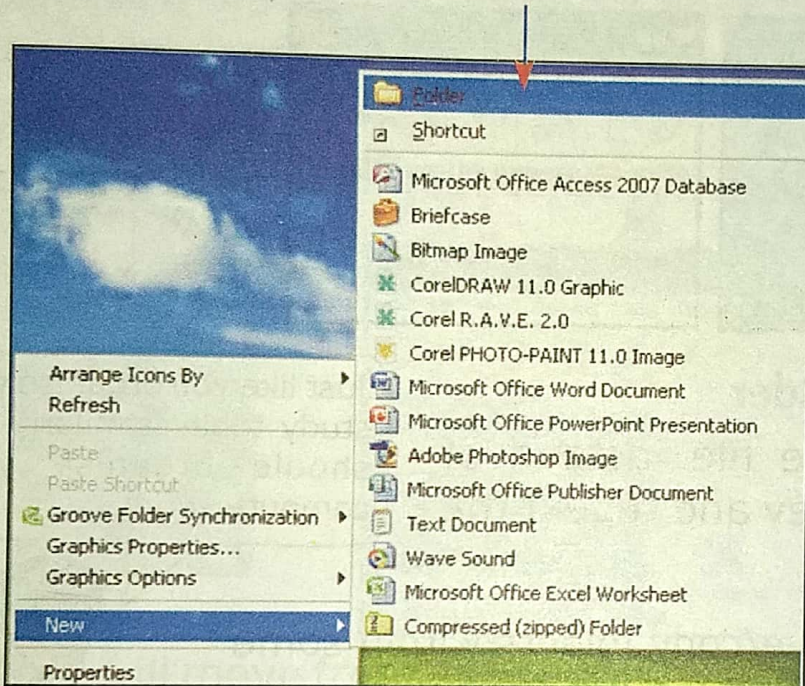 Folder
Shortcut
Microsoft Office Access 2007 Database
Briefcase
Bitmap Image
CorelDRAW 11.0 Graphic
Corel R.A.V.E. 2.0
Corel PHOTO-PAINT 11.0 Image
Microsoft Office Word Document
Microsoft Office PowerPoint Presentation
Adobe Photoshop Image
Microsoft Office Publisher Document
Text Document
Wave Sound
Microsoft Office Excel Worksheet
Compressed (zipped) Folder
Arrange Icons By
Refresh
Paste
Paste Shortcut
Groove Folder Synchronization
Graphics Properties...
Graphics Options
New
Properties